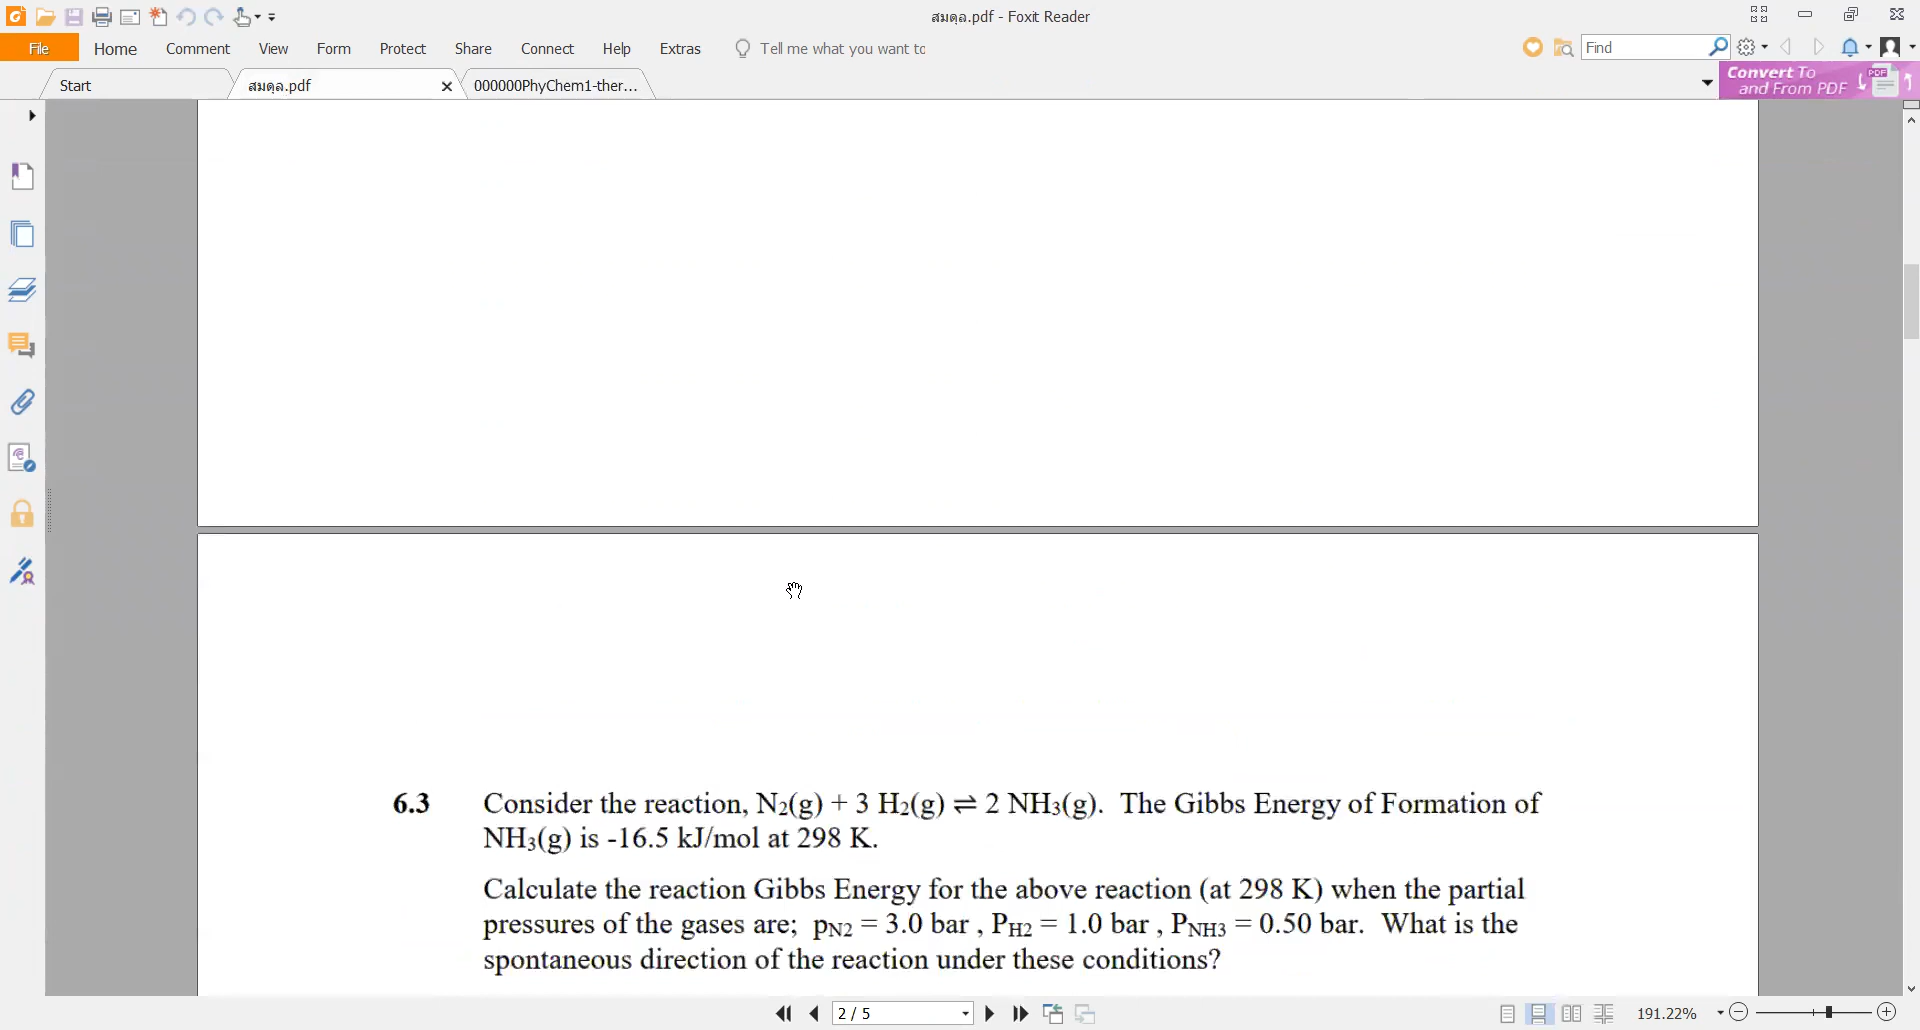 สมดุล.pdf - Foxit Reader
File Home Comment View Form Protect Share Connect Help Extras Tell me what you want to Find
Start สมดุล.pdf 000000PhyChem1-ther... Convert To and From PDF
6.3 Consider the reaction, N2(g) + 3 H2(g) ⇌ 2 NH3(g). The Gibbs Energy of Formation of
NH3(g) is -16.5 kJ/mol at 298 K.
Calculate the reaction Gibbs Energy for the above reaction (at 298 K) when the partial
pressures of the gases are; pN2 = 3.0 bar , PH2 = 1.0 bar , PNH3 = 0.50 bar. What is the
spontaneous direction of the reaction under these conditions?
2 / 5 191.22%